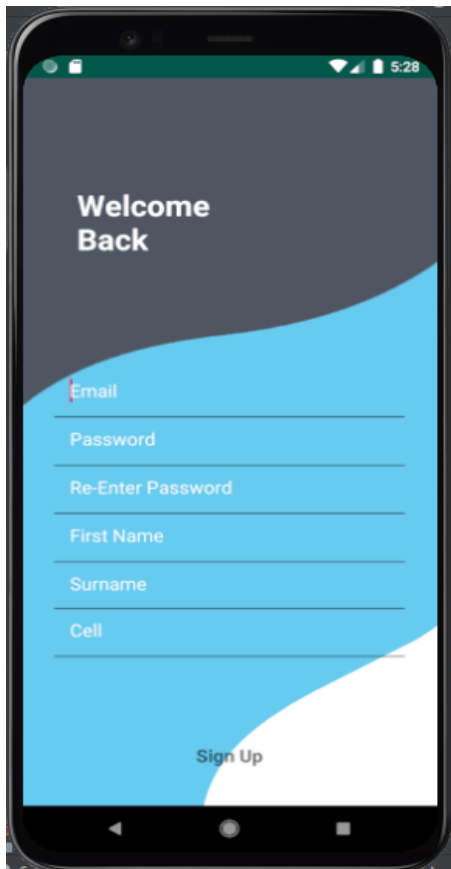 5:28
Welcome
Back
Email
Password
Re-Enter Password
First Name
Surname
Cell
Sign Up